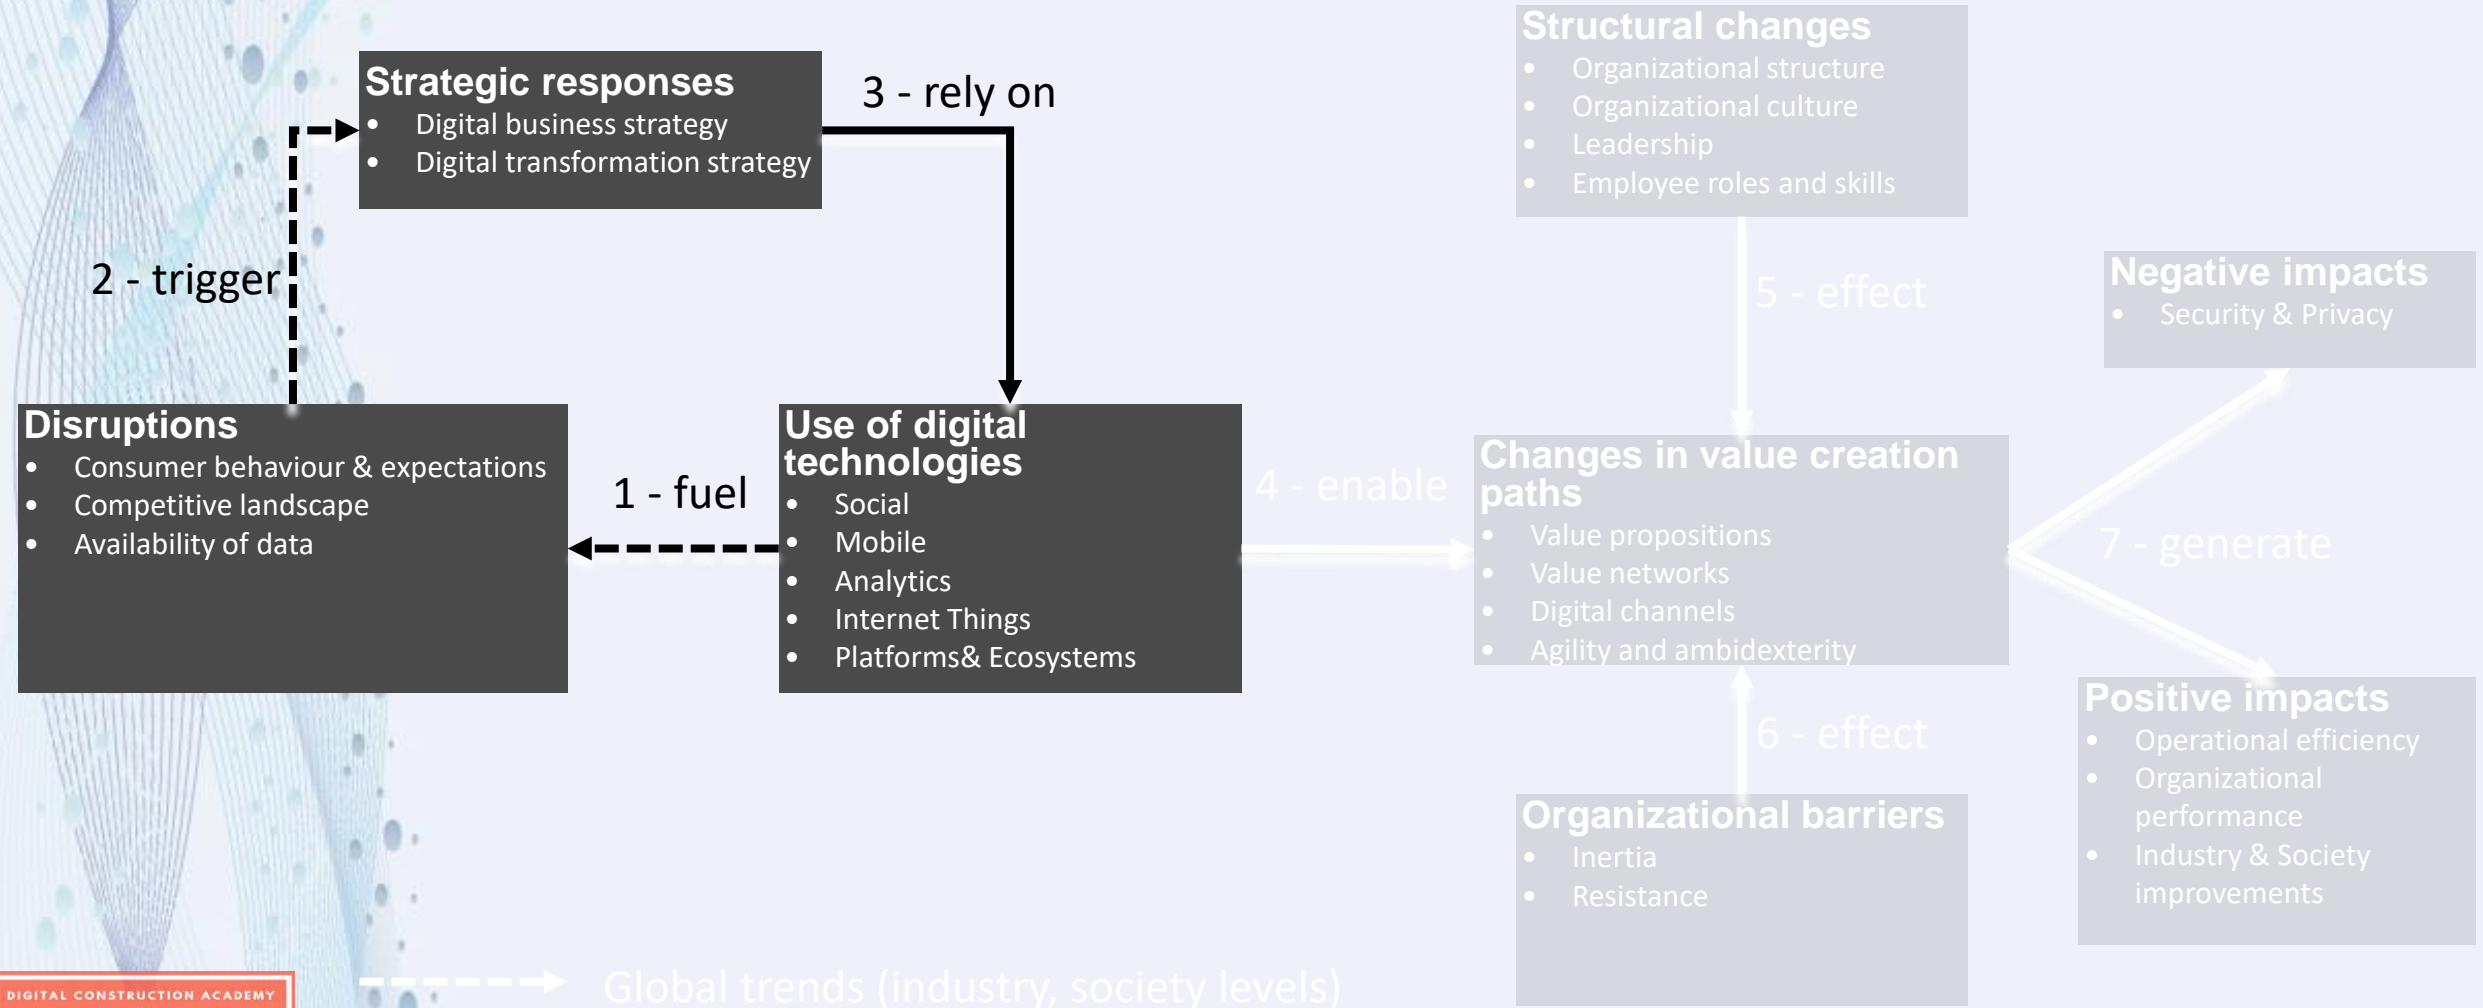 Strategic responses
• Digital business strategy
• Digital transformation strategy
3 - rely on
2 - trigger
Disruptions
• Consumer behaviour & expectations
• Competitive landscape
• Availability of data
1 - fuel
Use of digital
technologies
• Social
• Mobile
• Analytics
• Internet Things
• Platforms& Ecosystems
4 - enable
Structural changes
• Organizational structure
• Organizational culture
• Leadership
• Employee roles and skills
5 - effect
Changes in value creation
paths
• Value propositions
• Value networks
• Digital channels
• Agility and ambidexterity
6 - effect
Organizational barriers
• Inertia
• Resistance
Negative impacts
• Security & Privacy
7 - generate
Positive impacts
• Operational efficiency
• Organizational
performance
• Industry & Society
improvements
Global trends (industry, society levels)
DIGITAL CONSTRUCTION ACADEMY